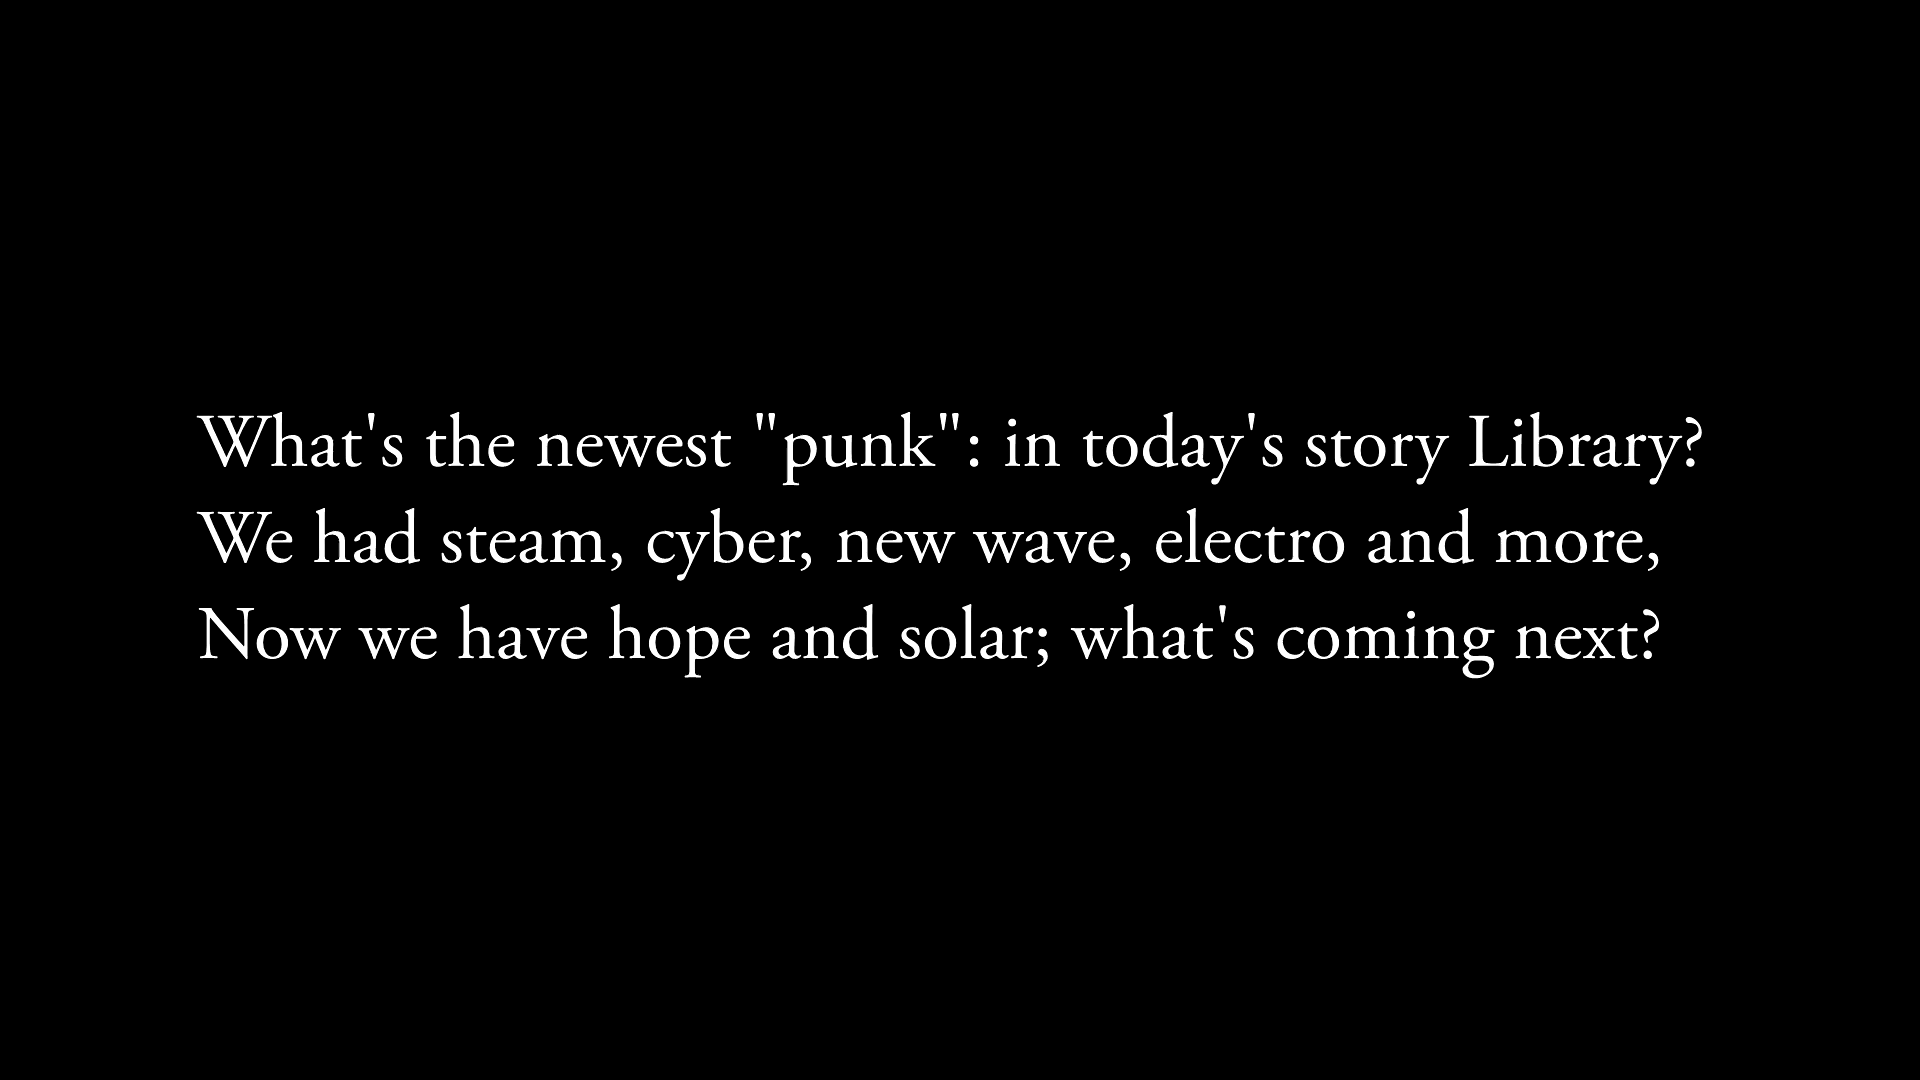 What's the newest "punk": in today's story Library?
We had steam, cyber, new wave, electro and more,
Now we have hope and solar; what's coming next?